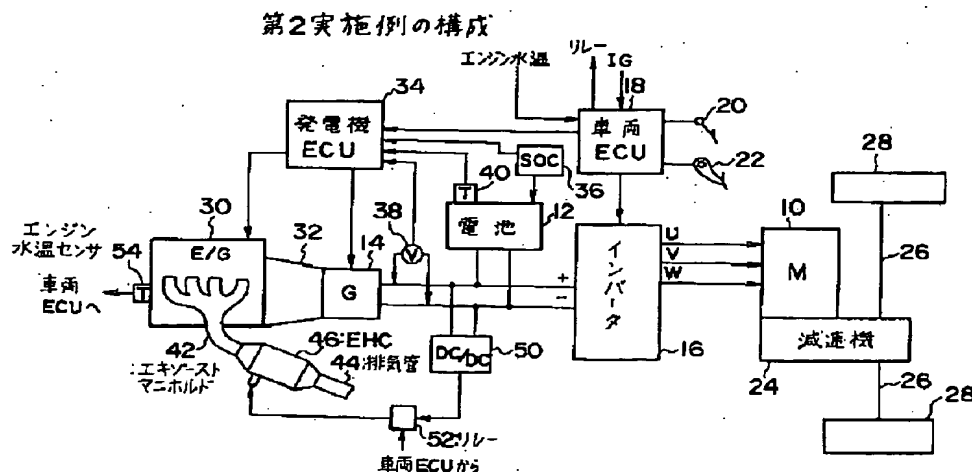 第2実施例の構成
エンジン水温
リレー
IG
34
18
20
発電機
ECU
車両
ECU
22
28
40
T
SOC
36
10
エンジン
水温センサ
30
E/G
32
38
V
14
電池
12
U
V
W
26
54
T
G
+
-
インバータ
M
車両
ECUへ
46:EHC
42
44:排気管
DC/DC
50
16
減速機
24
26
28
:エキゾースト
マニホルド
52:リレー
車両ECUから